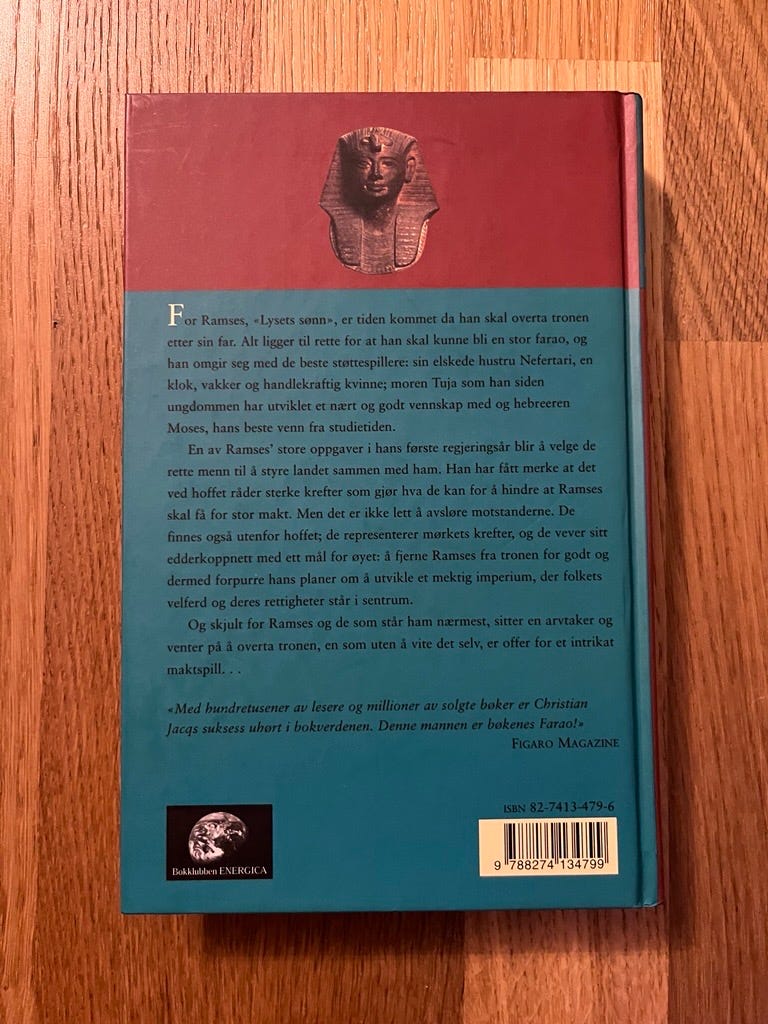 For Ramses, «Lysets sønn», er tiden kommet da han skal overta tronen
etter sin far. Alt ligger til rette for at han skal kunne bli en stor farao, og
han omgir seg med de beste støttespillere: sin elskede hustru Nefertari, en
klok, vakker og handlekraftig kvinne; moren Tuja som han siden
ungdommen har utviklet et nært og godt vennskap med og hebreeren
Moses, hans beste venn fra studietiden.
En av Ramses’ store oppgaver i hans første regjeringsår blir å velge de
rette menn til å styre landet sammen med ham. Han har fått merke at det
ved hoffet råder sterke krefter som gjør hva de kan for å hindre at Ramses
skal få for stor makt. Men det er ikke lett å avsløre motstanderne. De
finnes også utenfor hoffet; de representerer mørkets krefter, og de vever sitt
edderkoppnett med ett mål for øyet: å fjerne Ramses fra tronen for godt og
dermed forpurre hans planer om å utvikle et mektig imperium, der folkets
velferd og deres rettigheter står i sentrum.
Og skjult for Ramses og de som står ham nærmest, sitter en arvtaker og
venter på å overta tronen, en som uten å vite det selv, er offer for et intrikat
maktspill. . .
«Med hundretusener av lesere og millioner av solgte bøker er Christian
Jacqs suksess uhørt i bokverdenen. Denne mannen er bøkenes Farao!»
FIGARO MAGAZINE
ISBN 82-7413-479-6
9 788274 134799
Bokklubben ENERGICA